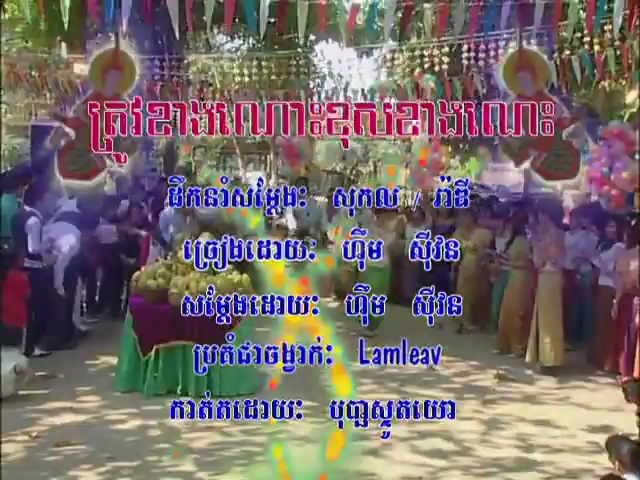 ត្រូវខាងណោះខុសខាងណេះ
ដឹកនាំសម្តែងៈ សុកល / រ៉ាឌី
ច្រៀងដោយៈ ហ៊ឹម ស៊ីវន
សម្តែងដោយៈ ហ៊ឹម ស៊ីវន
ប្រគំជាចង្វាក់ៈ Lamleav
កាត់តដោយៈ បុប្ផាស្ទូតយោ